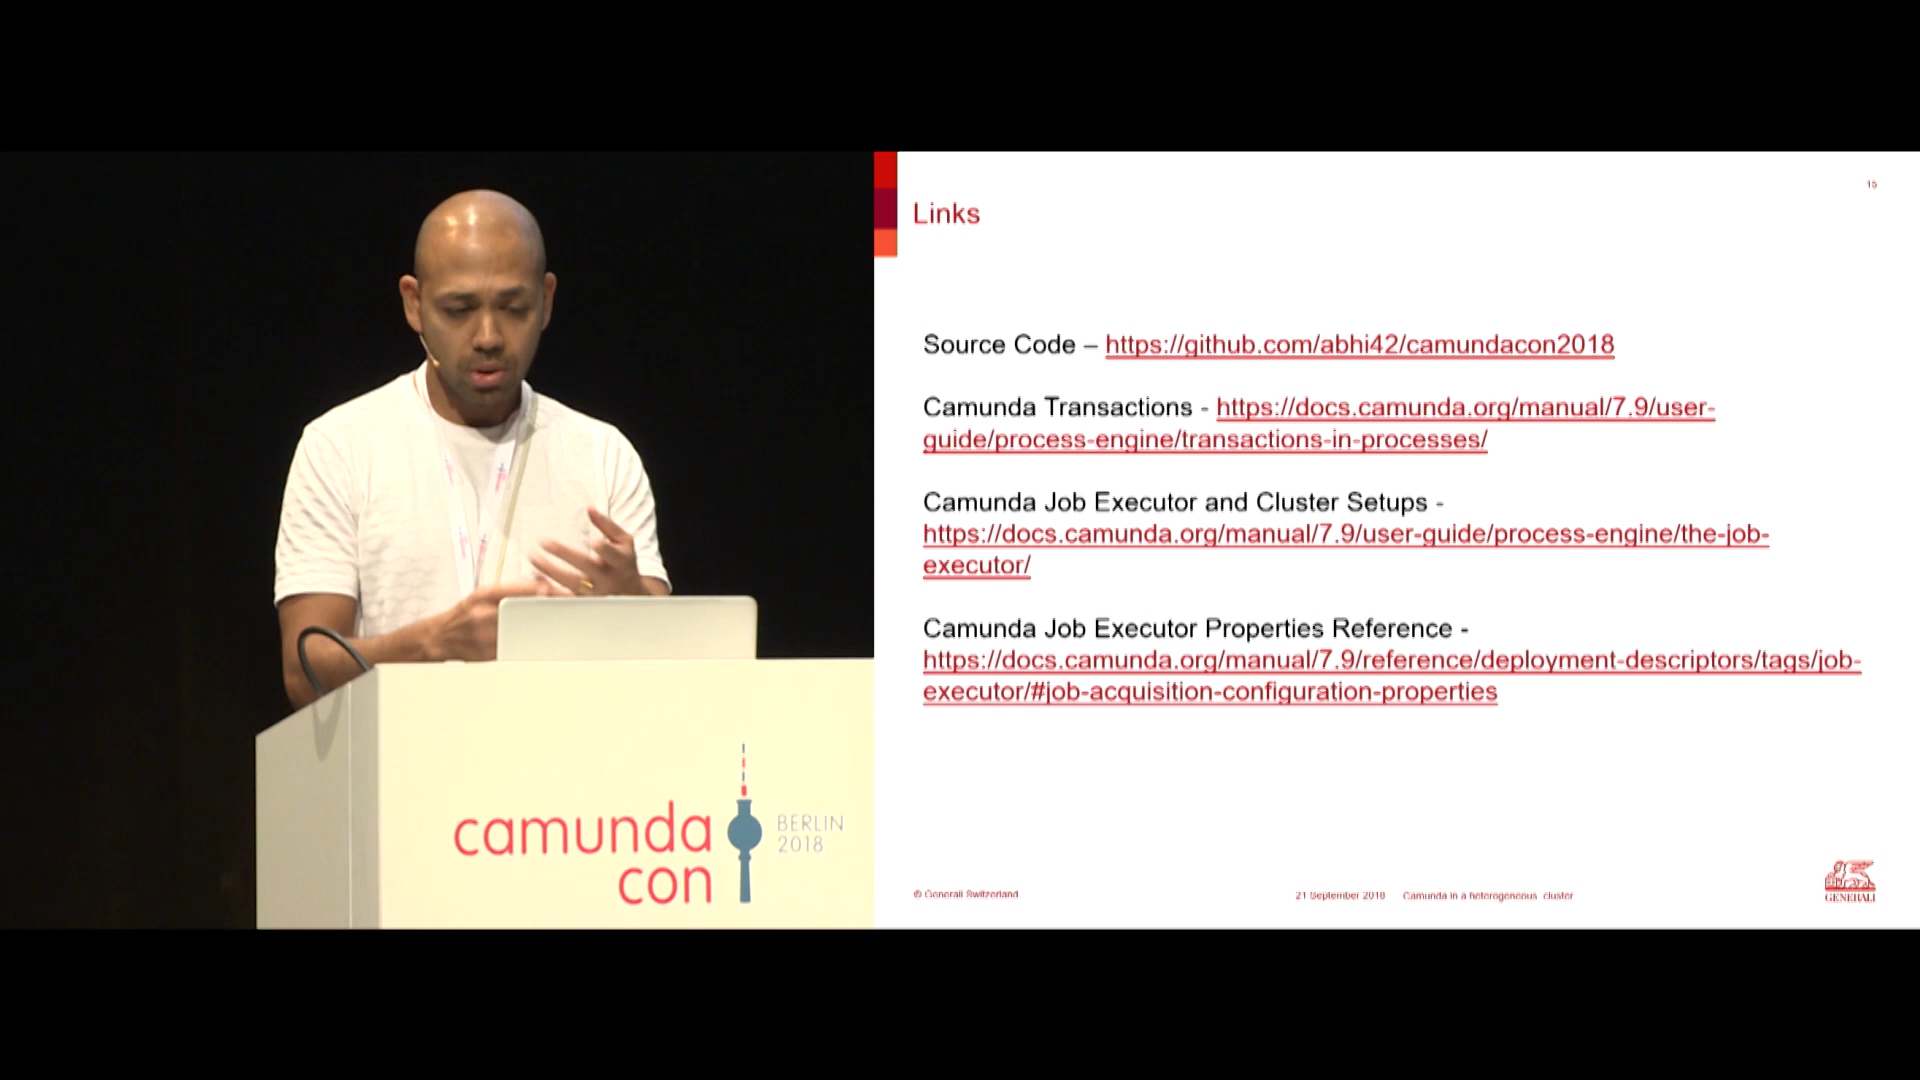 15
Links
Source Code – https://github.com/abhi42/camundacon2018
Camunda Transactions - https://docs.camunda.org/manual/7.9/user-
guide/process-engine/transactions-in-processes/
Camunda Job Executor and Cluster Setups -
https://docs.camunda.org/manual/7.9/user-guide/process-engine/the-job-
executor/
Camunda Job Executor Properties Reference -
https://docs.camunda.org/manual/7.9/reference/deployment-descriptors/tags/job-
executor/#job-acquisition-configuration-properties
© Generali Switzerland
21 September 2018 Camunda in a heterogeneous cluster
GENERALI
camunda
con
BERLIN
2018